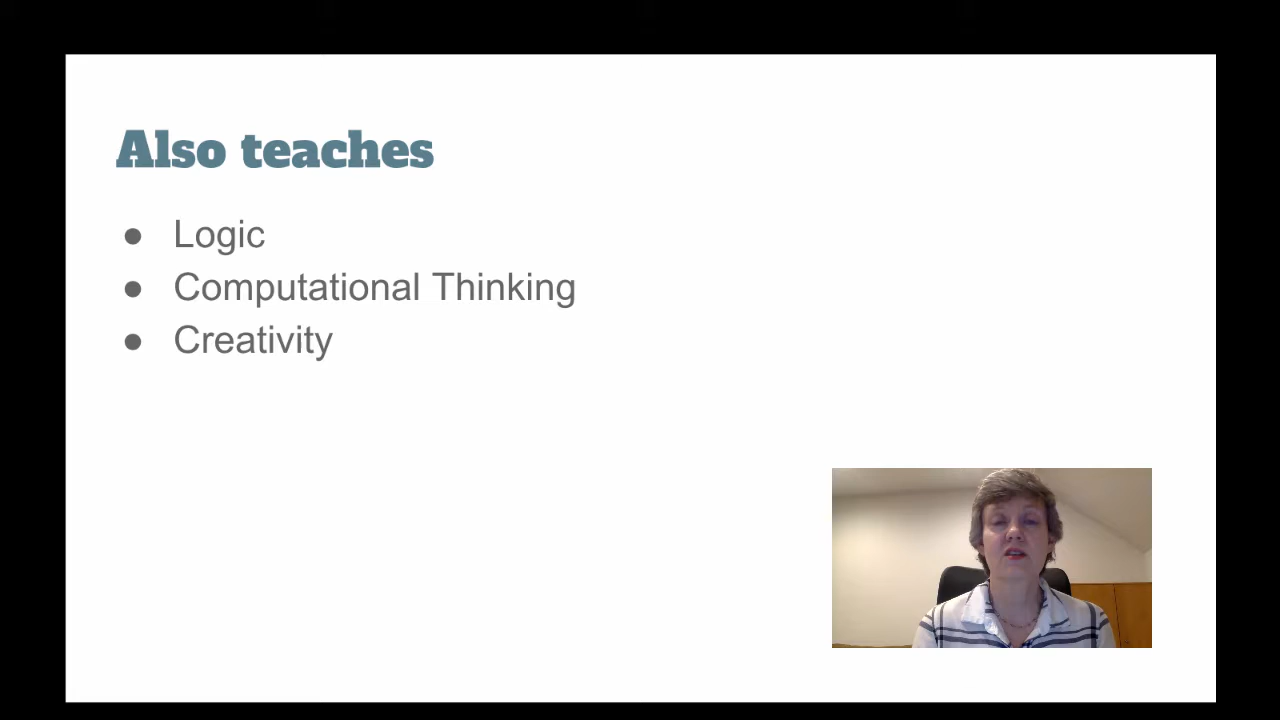 Also teaches
● Logic
● Computational Thinking
● Creativity